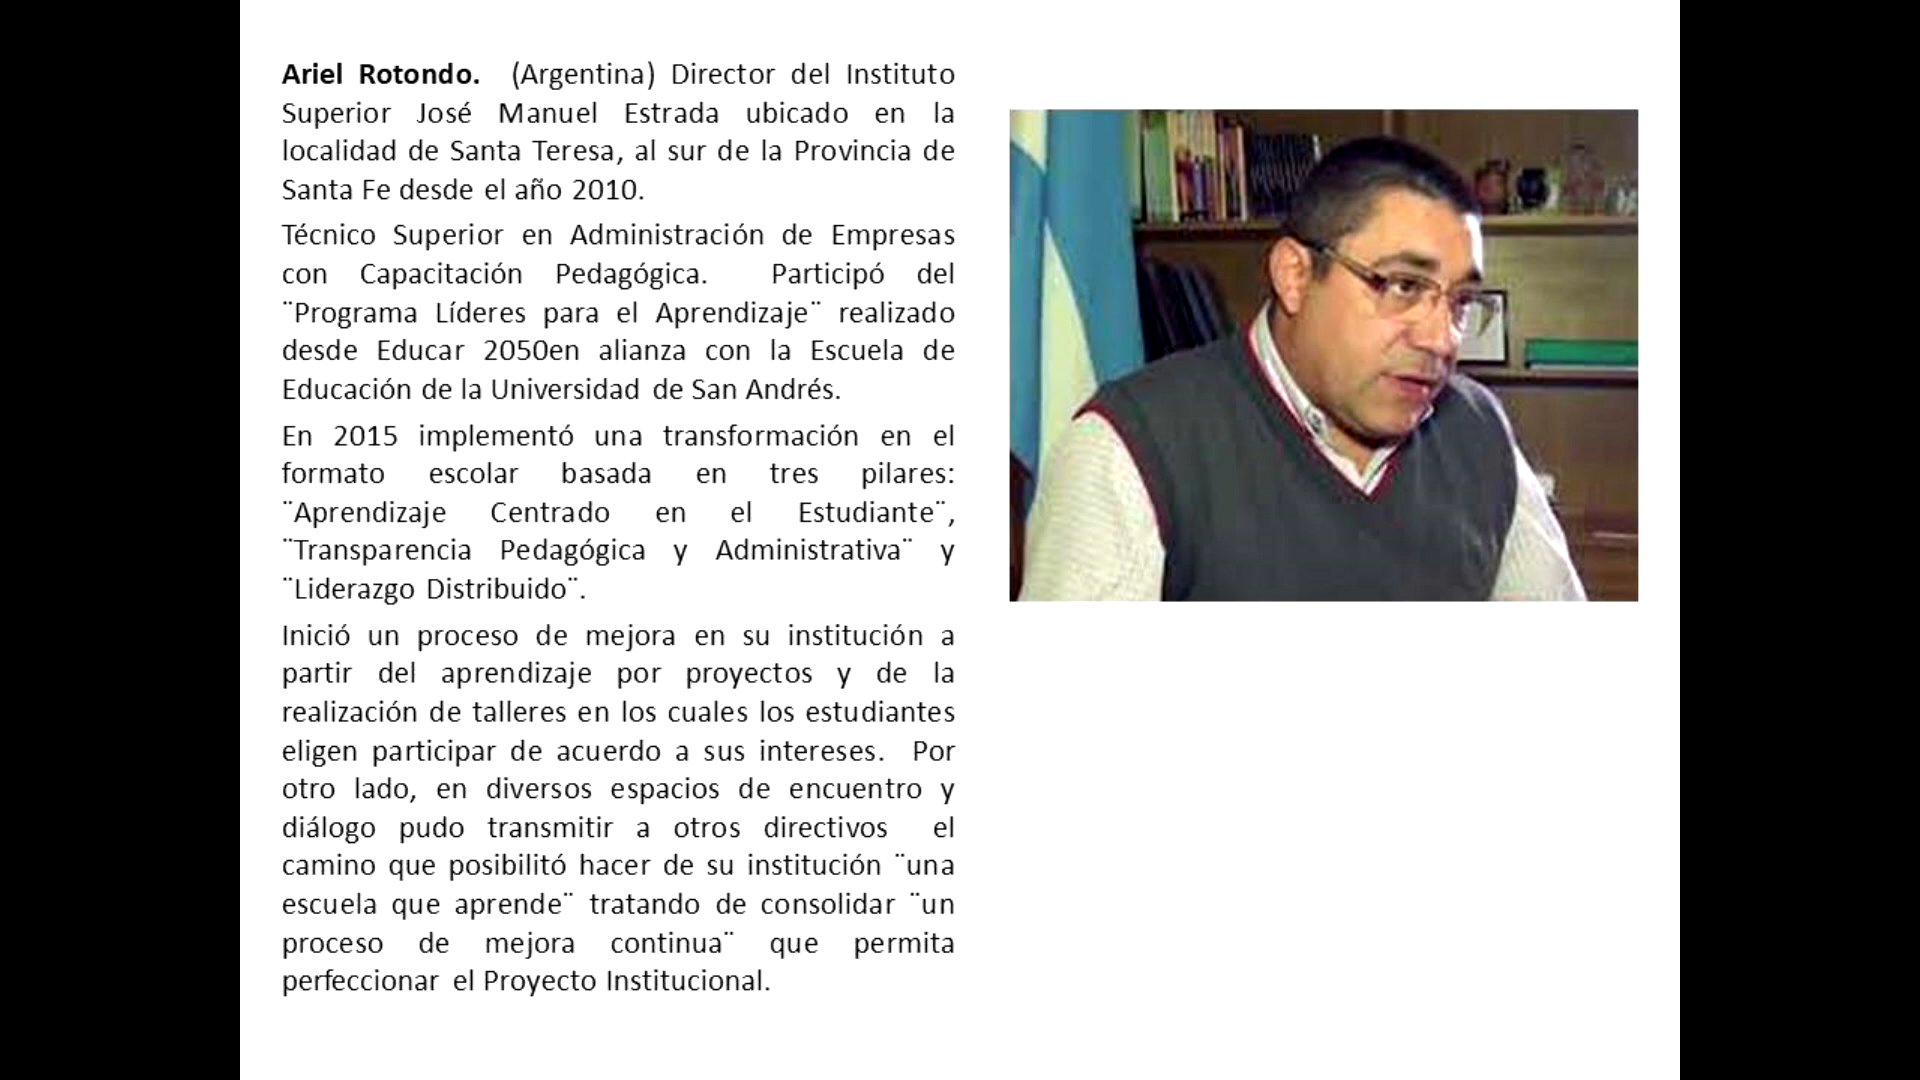 Ariel Rotondo. (Argentina) Director del Instituto
Superior José Manuel Estrada ubicado en la
localidad de Santa Teresa, al sur de la Provincia de
Santa Fe desde el año 2010.
Técnico Superior en Administración de Empresas
con Capacitación Pedagógica. Participó del
¨Programa Líderes para el Aprendizaje¨ realizado
desde Educar 2050en alianza con la Escuela de
Educación de la Universidad de San Andrés.
En 2015 implementó una transformación en el
formato escolar basada en tres pilares:
¨Aprendizaje Centrado en el Estudiante¨,
¨Transparencia Pedagógica y Administrativa¨ y
¨Liderazgo Distribuido¨.
Inició un proceso de mejora en su institución a
partir del aprendizaje por proyectos y de la
realización de talleres en los cuales los estudiantes
eligen participar de acuerdo a sus intereses. Por
otro lado, en diversos espacios de encuentro y
diálogo pudo transmitir a otros directivos el
camino que posibilitó hacer de su institución ¨una
escuela que aprende¨ tratando de consolidar ¨un
proceso de mejora continua¨ que permita
perfeccionar el Proyecto Institucional.